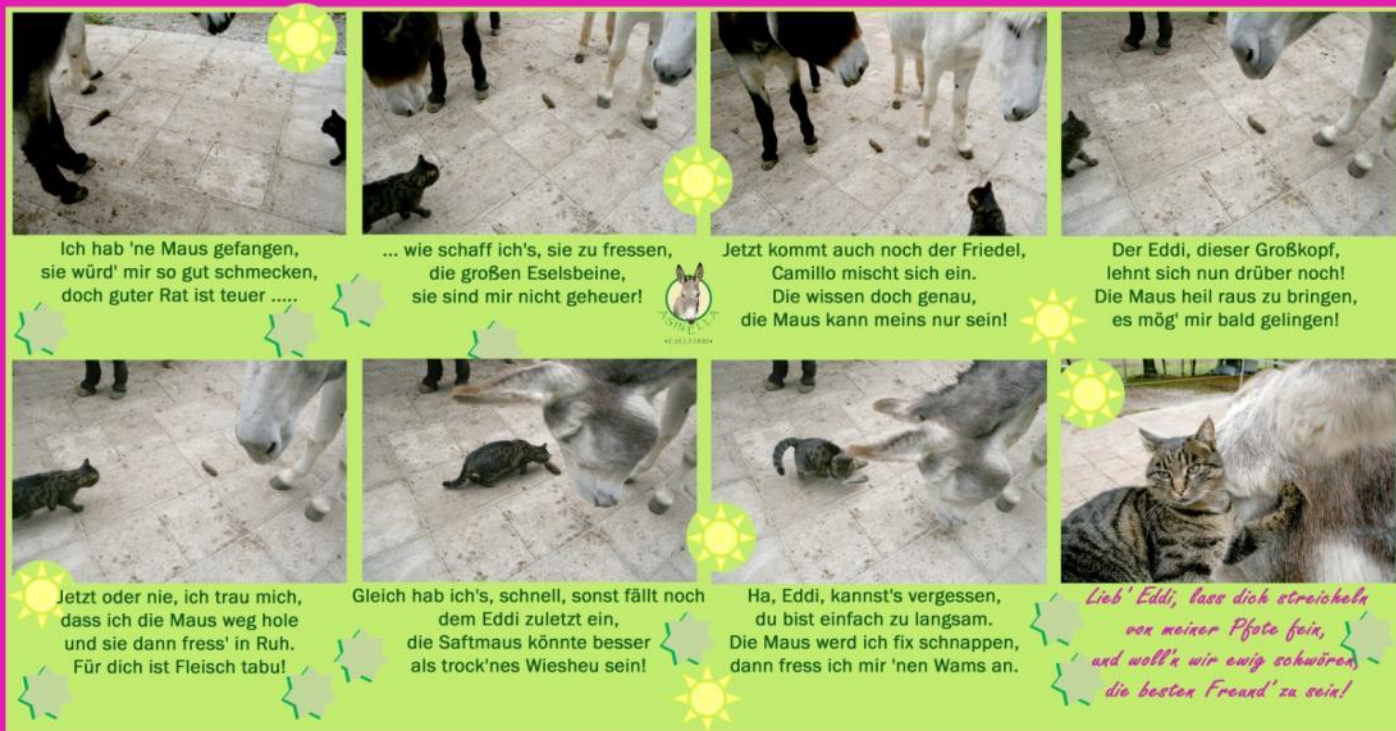 Ich hab 'ne Maus gefangen,
sie würd' mir so gut schmecken,
doch guter Rat ist teuer .....
... wie schaff ich's, sie zu fressen,
die großen Eselsbeine,
sie sind mir nicht geheuer!
ASINELLA
•ESELFARM•
Jetzt kommt auch noch der Friedel,
Camillo mischt sich ein.
Die wissen doch genau,
die Maus kann meins nur sein!
Der Eddi, dieser Großkopf,
lehnt sich nun drüber noch!
Die Maus heil raus zu bringen,
es mög' mir bald gelingen!
Jetzt oder nie, ich trau mich,
dass ich die Maus weg hole
und sie dann fress' in Ruh.
Für dich ist Fleisch tabu!
Gleich hab ich's, schnell, sonst fällt noch
dem Eddi zuletzt ein,
die Saftmaus könnte besser
als trock'nes Wiesheu sein!
Ha, Eddi, kannst's vergessen,
du bist einfach zu langsam.
Die Maus werd ich fix schnappen,
dann fress ich mir 'nen Wams an.
Lieb' Eddi, lass dich streicheln
von meiner Pfote fein,
und woll'n wir ewig schwören,
die besten Freund' zu sein!